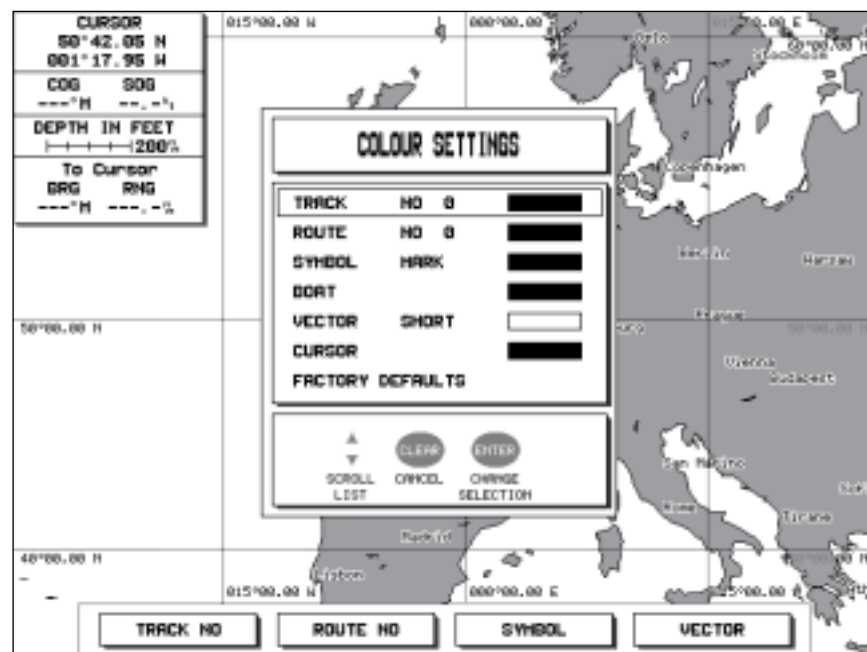 CURSOR
50°42.05 N
001°17.95 W
COG SOG
---°M --.-
DEPTH IN FEET
200
To Cursor
BRG RNG
---°M ---.-
015°00.00 W
000°00.00
Oslo
Stockholm
Copenhagen
Berlin
Warsaw
50°00.00 N
Vienna
Budapest
San Marino
Rome
Tirane
Madrid
Lisbon
40°00.00 N
015°00.00 W
000°00.00 E
COLOUR SETTINGS
TRACK NO 0
ROUTE NO 0
SYMBOL MARK
BOAT
VECTOR SHORT
CURSOR
FACTORY DEFAULTS
CLEAR ENTER
SCROLL LIST
CANCEL
CHANGE SELECTION
TRACK NO
ROUTE NO
SYMBOL
VECTOR